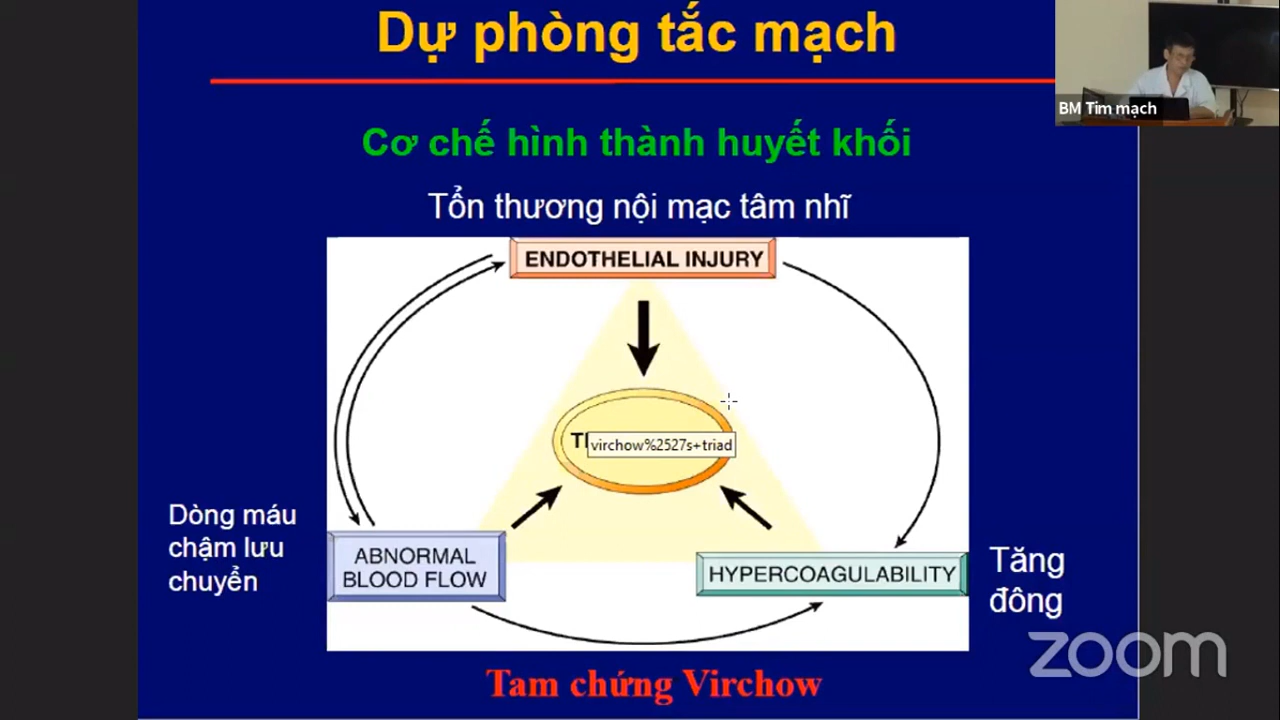 Dự phòng tắc mạch
BM Tim mạch
Cơ chế hình thành huyết khối
Tổn thương nội mạc tâm nhĩ
ENDOTHELIAL INJURY
virchow%2527s+triad
Dòng máu
chậm lưu
chuyển
ABNORMAL
BLOOD FLOW
HYPERCOAGULABILITY
Tăng
đông
zoom
Tam chứng Virchow